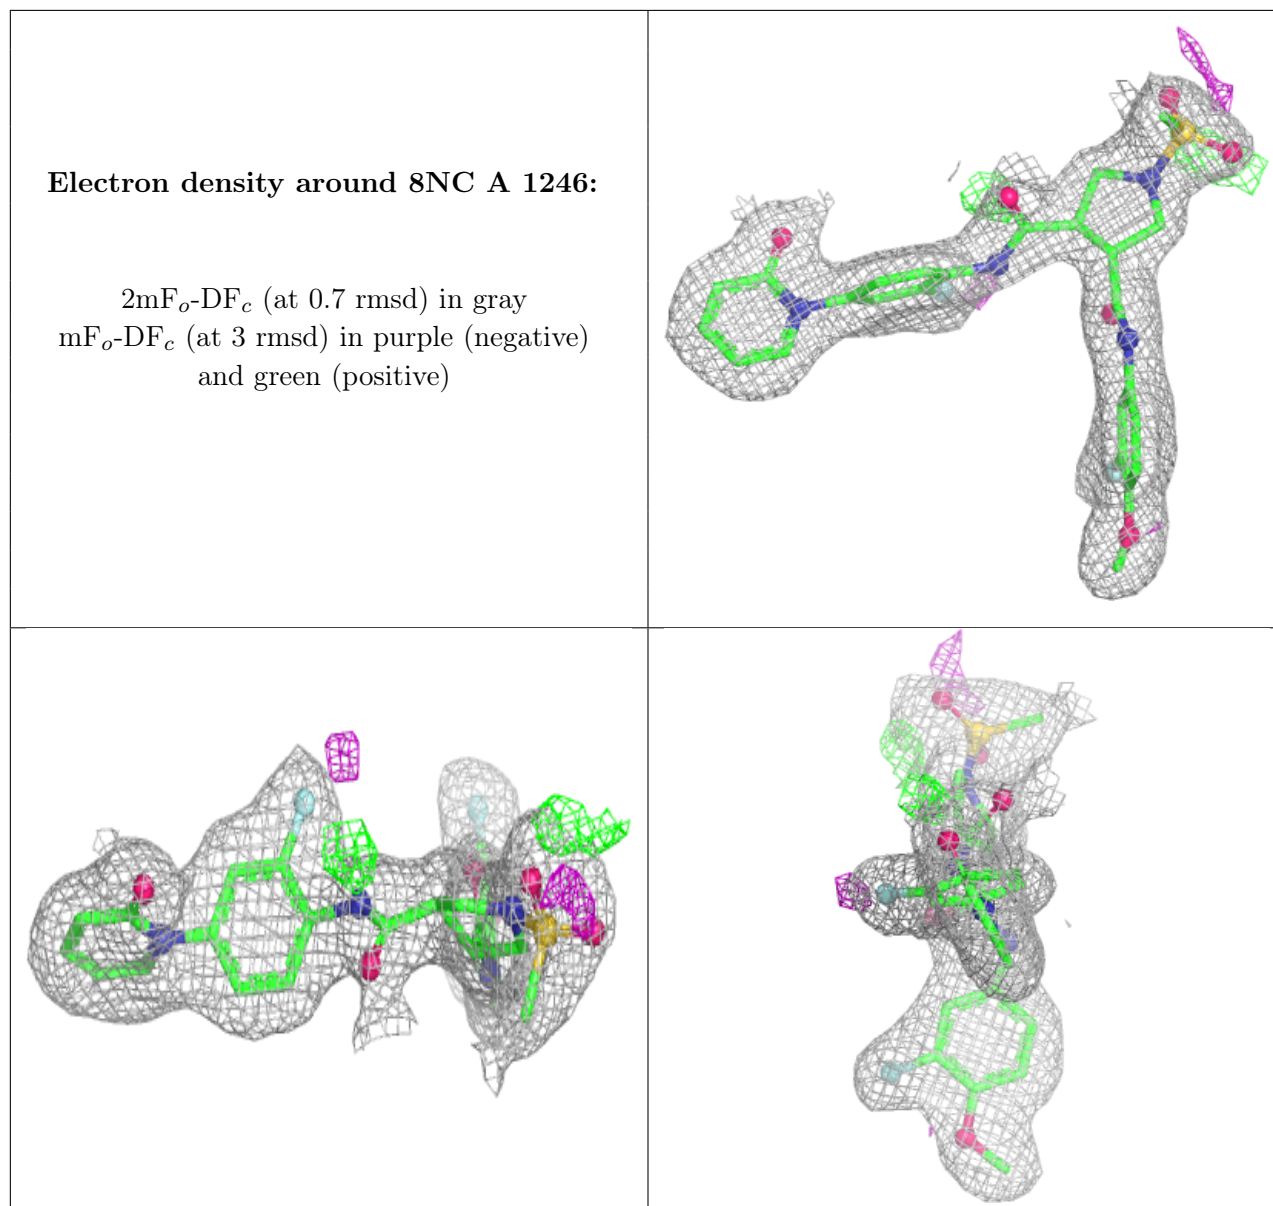 Electron density around 8NC A 1246:
2mFo-DFc (at 0.7 rmsd) in gray
mFo-DFc (at 3 rmsd) in purple (negative)
and green (positive)